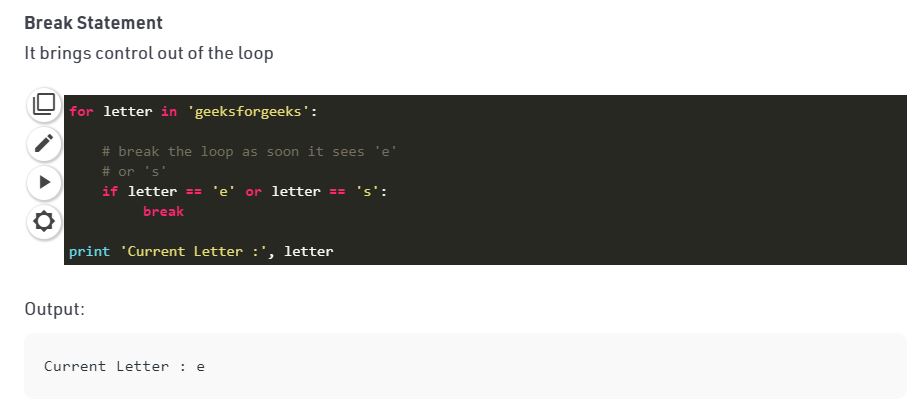 Break Statement
It brings control out of the loop
for letter in 'geeksforgeeks':
    # break the loop as soon it sees 'e'
    # or 's'
    if letter == 'e' or letter == 's':
         break
print 'Current Letter :', letter
Output:
Current Letter : e